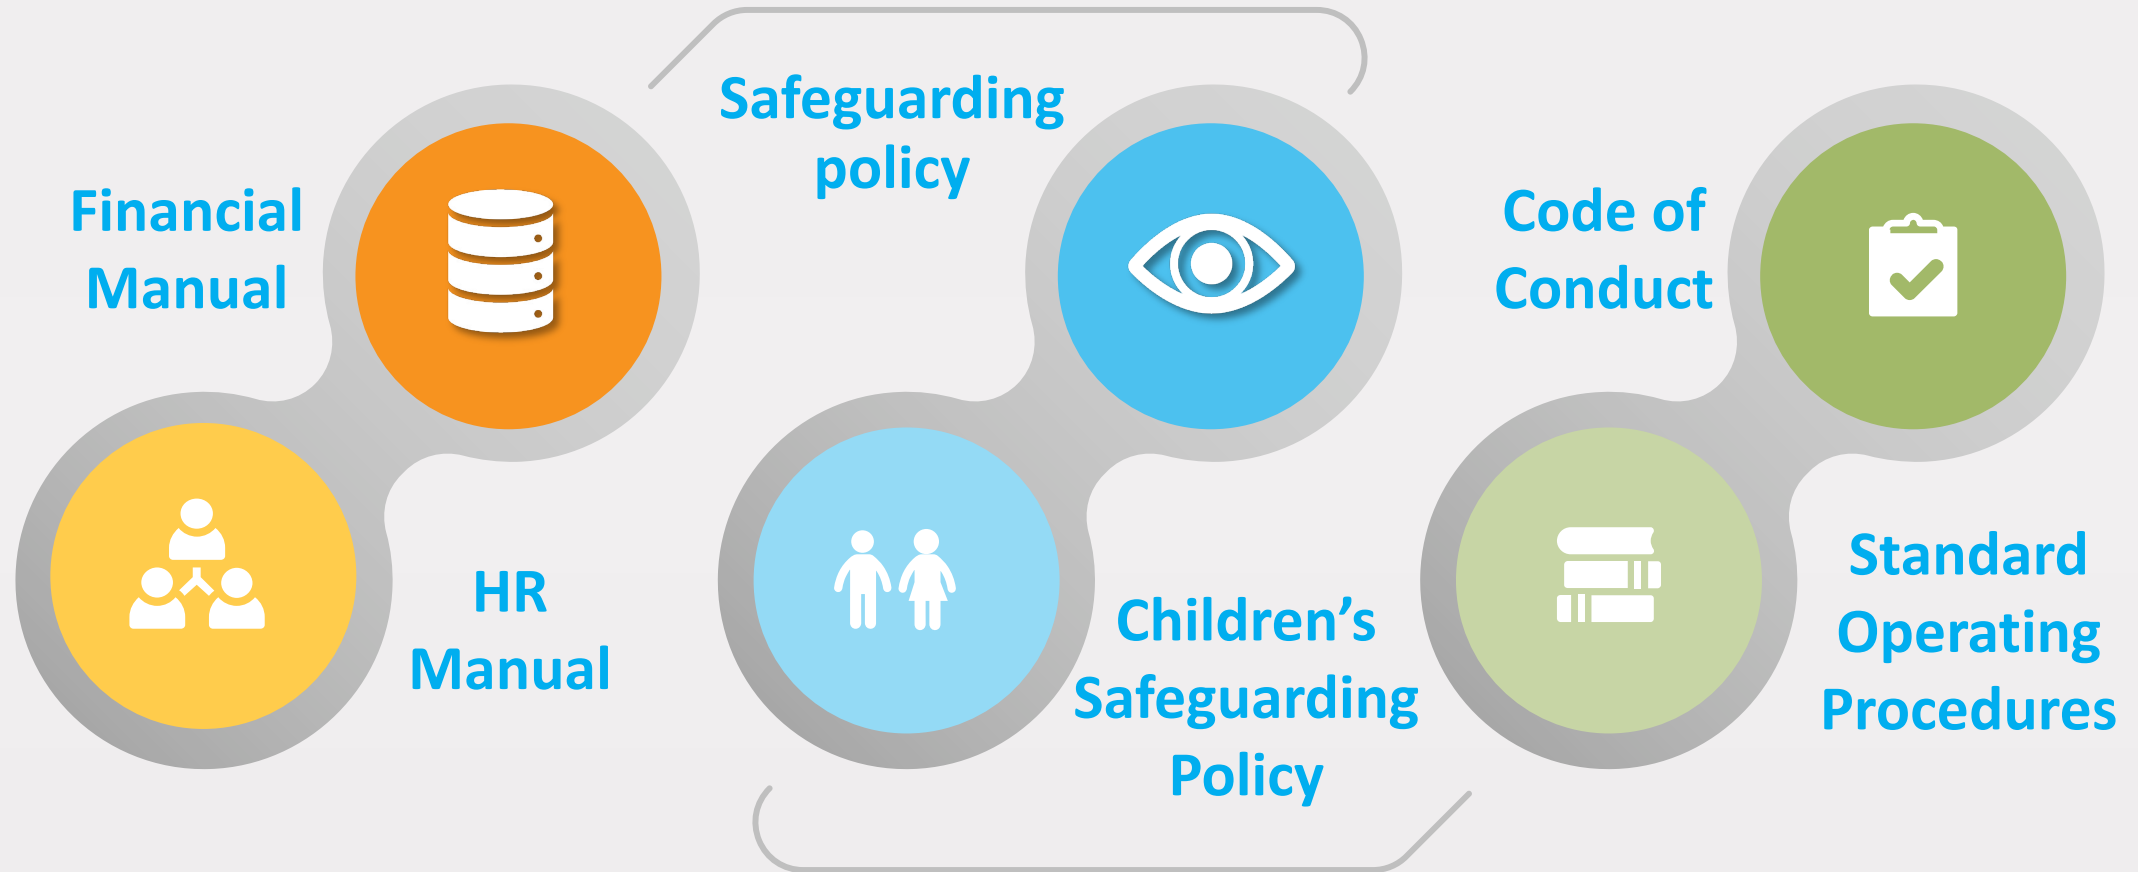 Financial
Manual
HR
Manual
Safeguarding
policy
Children’s
Safeguarding
Policy
Code of
Conduct
Standard
Operating
Procedures